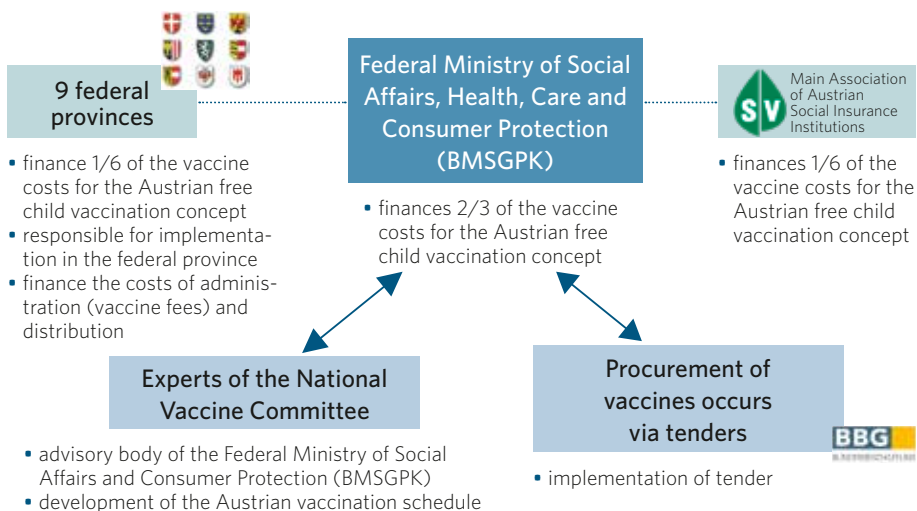 9 federal
provinces
• finance 1/6 of the vaccine
costs for the Austrian free
child vaccination concept
• responsible for implementa-
tion in the federal province
• finance the costs of adminis-
tration (vaccine fees) and
distribution
Federal Ministry of Social
Affairs, Health, Care and
Consumer Protection
(BMSGPK)
• finances 2/3 of the vaccine
costs for the Austrian free
child vaccination concept
S V
Main Association
of Austrian
Social Insurance
Institutions
• finances 1/6 of the
vaccine costs for the
Austrian free child
vaccination concept
Experts of the National
Vaccine Committee
• advisory body of the Federal Ministry of Social
Affairs and Consumer Protection (BMSGPK)
• development of the Austrian vaccination schedule
Procurement of
vaccines occurs
via tenders
BBG
• implementation of tender